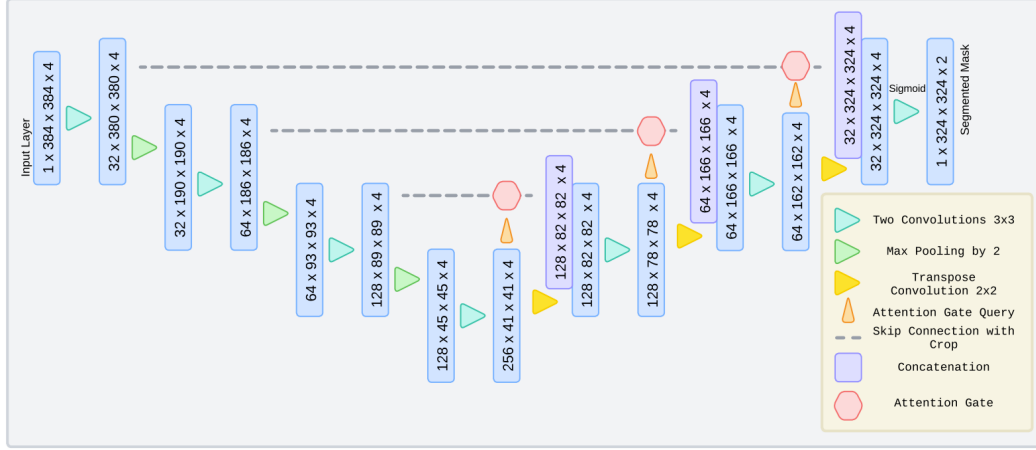 Input Layer
1 x 384 x 384 x 4
32 x 380 x 380 x 4
32 x 190 x 190 x 4
64 x 186 x 186 x 4
64 x 93 x 93 x 4
128 x 89 x 89 x 4
128 x 45 x 45 x 4
256 x 41 x 41 x 4
128 x 82 x 82 x 4
128 x 82 x 82 x 4
128 x 78 x 78 x 4
64 x 166 x 166 x 4
64 x 166 x 166 x 4
64 x 162 x 162 x 4
32 x 324 x 324 x 4
32 x 324 x 324 x 4
Sigmoid
1 x 324 x 324 x 2
Segmented Mask
Two Convolutions 3x3
Max Pooling by 2
Transpose
Convolution 2x2
Attention Gate Query
Skip Connection with
Crop
Concatenation
Attention Gate